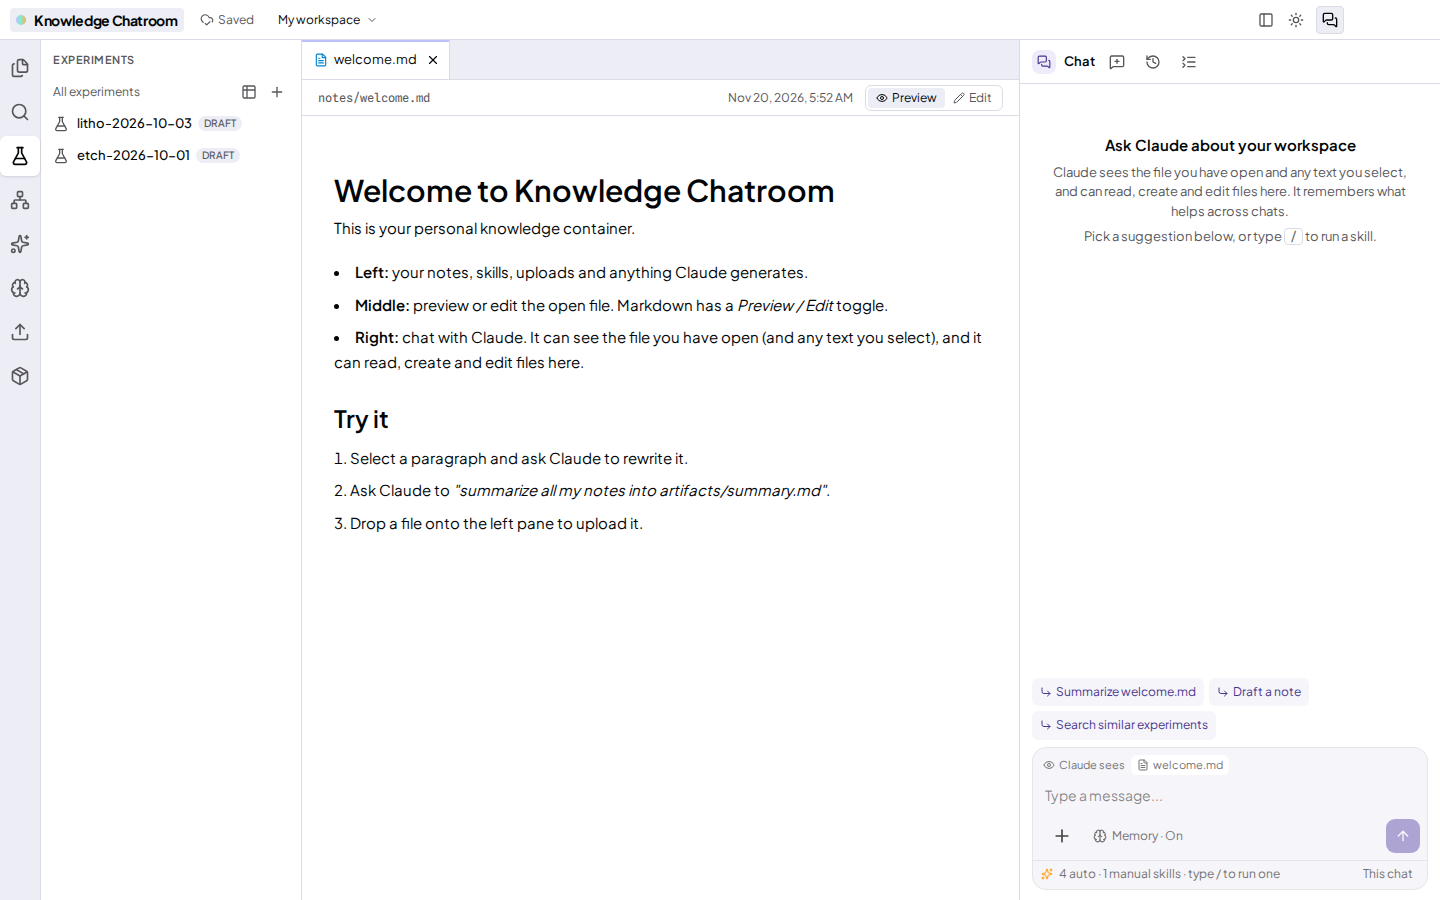 Knowledge Chatroom
Saved
My workspace
EXPERIMENTS
All experiments
litho-2026-10-03 DRAFT
etch-2026-10-01 DRAFT
welcome.md
notes/welcome.md
Nov 20, 2026, 5:52 AM
Preview
Edit
Welcome to Knowledge Chatroom
This is your personal knowledge container.
• Left: your notes, skills, uploads and anything Claude generates.
• Middle: preview or edit the open file. Markdown has a Preview / Edit toggle.
• Right: chat with Claude. It can see the file you have open (and any text you select), and it
can read, create and edit files here.
Try it
1. Select a paragraph and ask Claude to rewrite it.
2. Ask Claude to "summarize all my notes into artifacts/summary.md".
3. Drop a file onto the left pane to upload it.
Chat
Ask Claude about your workspace
Claude sees the file you have open and any text you select,
and can read, create and edit files here. It remembers what
helps across chats.
Pick a suggestion below, or type / to run a skill.
Summarize welcome.md
Draft a note
Search similar experiments
Claude sees welcome.md
Type a message...
Memory · On
4 auto · 1 manual skills · type / to run one
This chat